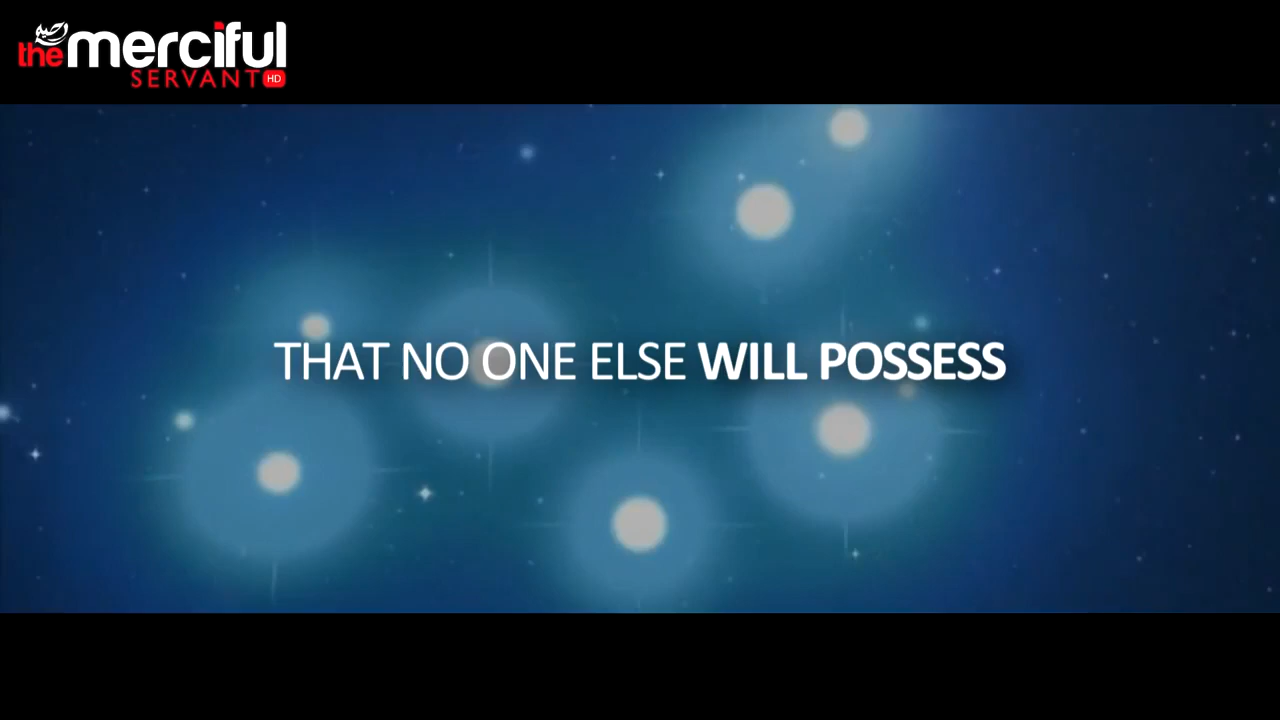 the merciful
SERVANT HD
THAT NO ONE ELSE WILL POSSESS